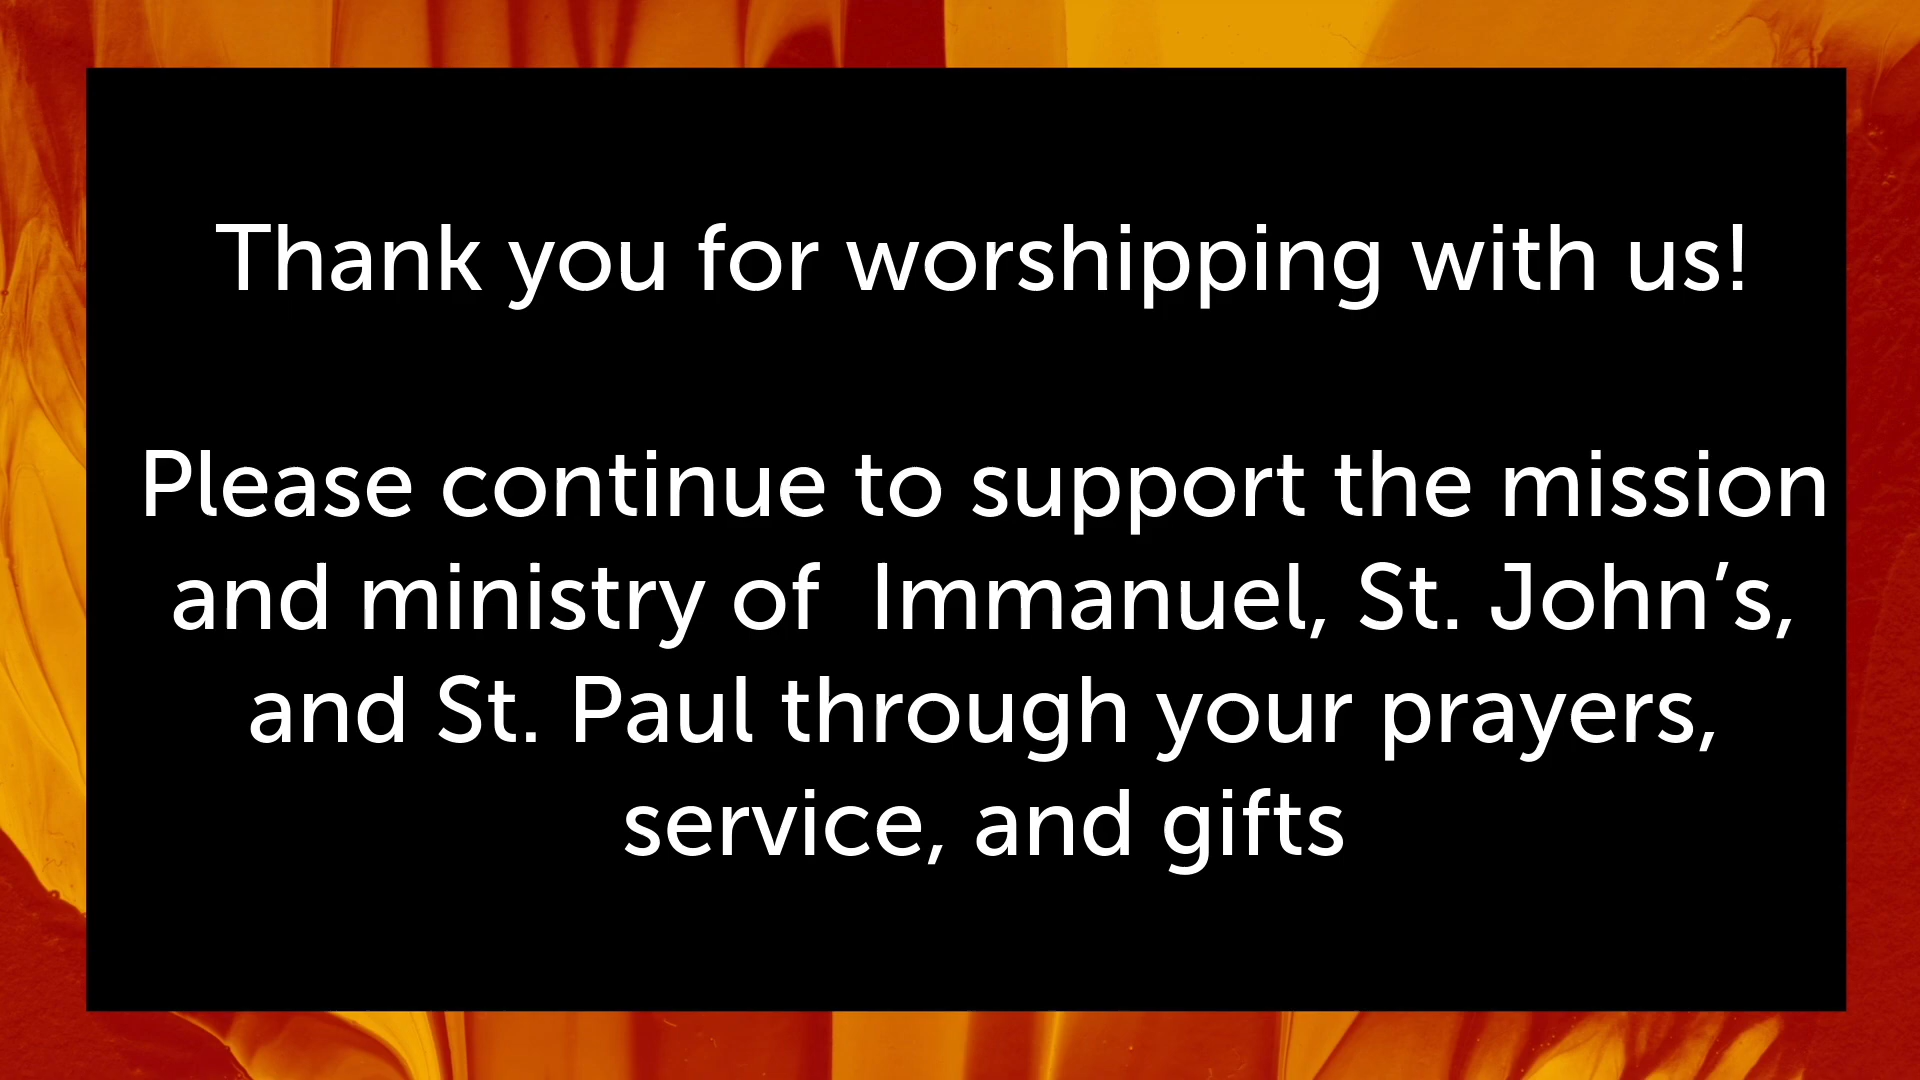 Thank you for worshipping with us!
Please continue to support the mission
and ministry of  Immanuel, St. John’s,
and St. Paul through your prayers,
service, and gifts